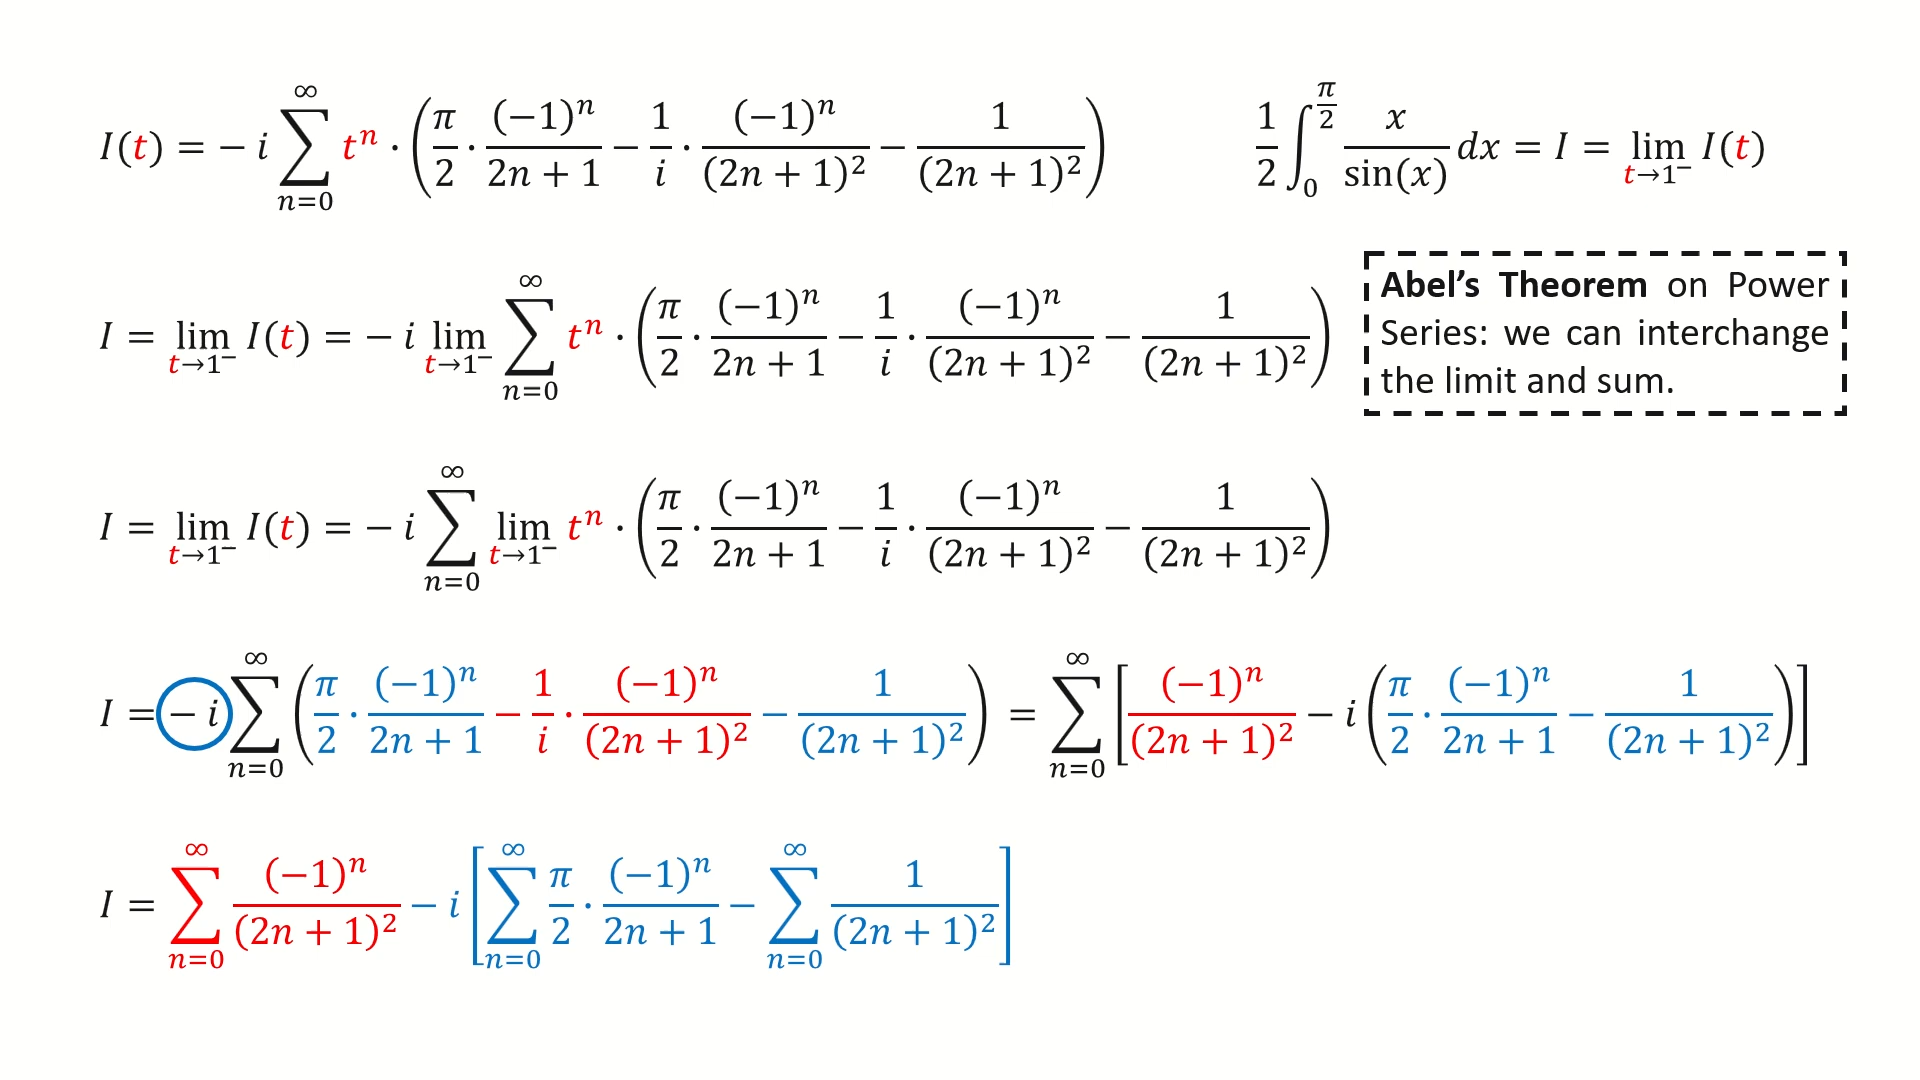 I(t) = − i ∑_{n=0}^{∞} t^n · (π/2 · (−1)^n/(2n + 1) − 1/i · (−1)^n/(2n + 1)^2 − 1/(2n + 1)^2)
1/2 ∫_0^{π/2} x/sin(x) dx = I = lim_{t→1^−} I(t)
I = lim_{t→1^−} I(t) = − i lim_{t→1^−} ∑_{n=0}^{∞} t^n · (π/2 · (−1)^n/(2n + 1) − 1/i · (−1)^n/(2n + 1)^2 − 1/(2n + 1)^2)
Abel's Theorem on Power
Series: we can interchange
the limit and sum.
I = lim_{t→1^−} I(t) = − i ∑_{n=0}^{∞} lim_{t→1^−} t^n · (π/2 · (−1)^n/(2n + 1) − 1/i · (−1)^n/(2n + 1)^2 − 1/(2n + 1)^2)
I = − i ∑_{n=0}^{∞} (π/2 · (−1)^n/(2n + 1) − 1/i · (−1)^n/(2n + 1)^2 − 1/(2n + 1)^2) = ∑_{n=0}^{∞} [(−1)^n/(2n + 1)^2 − i (π/2 · (−1)^n/(2n + 1) − 1/(2n + 1)^2)]
I = ∑_{n=0}^{∞} (−1)^n/(2n + 1)^2 − i [∑_{n=0}^{∞} π/2 · (−1)^n/(2n + 1) − ∑_{n=0}^{∞} 1/(2n + 1)^2]